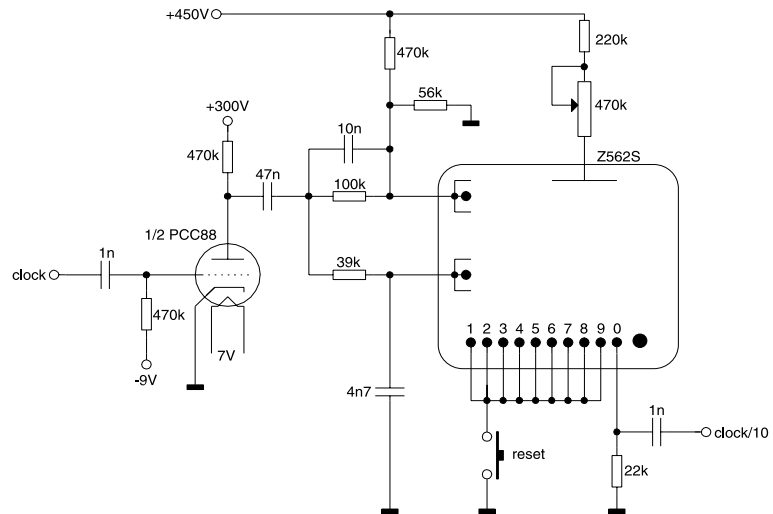 +450V
220k
470k
56k
470k
+300V
10n
Z562S
470k
47n
100k
1/2 PCC88
1n
39k
clock
470k
7V
-9V
1 2 3 4 5 6 7 8 9 0
4n7
1n
clock/10
reset
22k